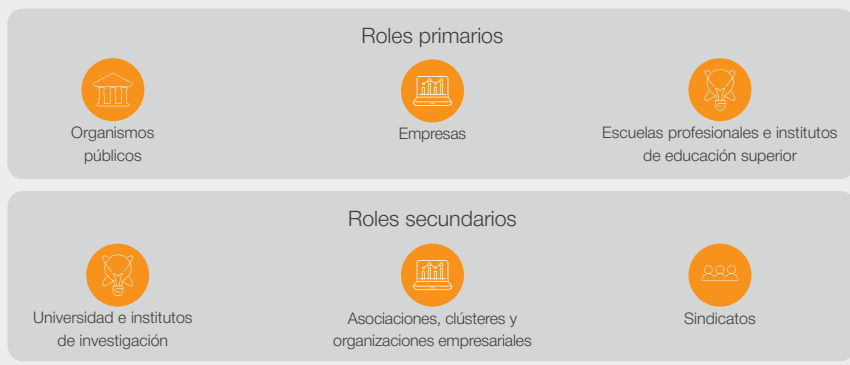 Roles primarios
Organismos
públicos
Empresas
Escuelas profesionales e institutos
de educación superior
Roles secundarios
Universidad e institutos
de investigación
Asociaciones, clústeres y
organizaciones empresariales
Sindicatos